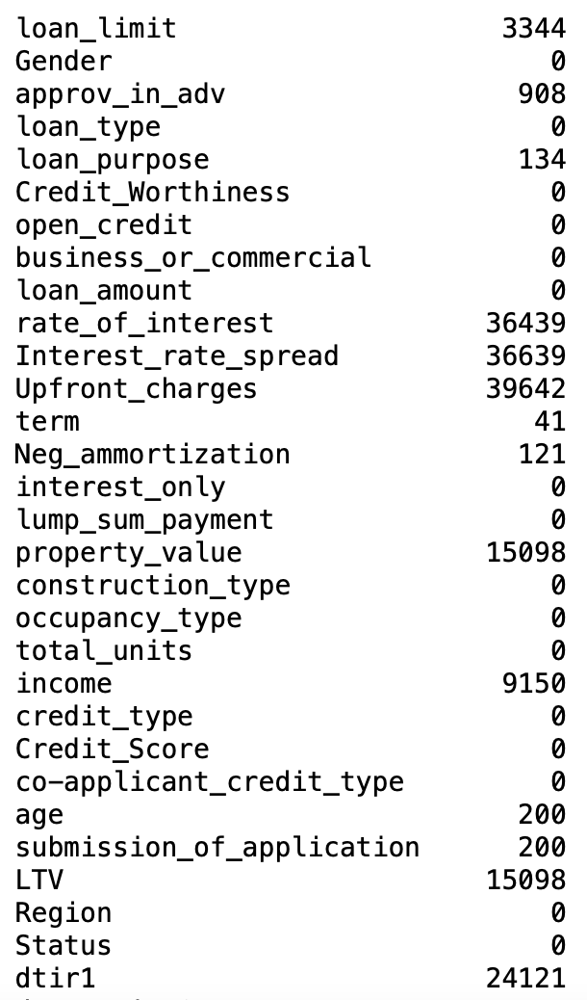 loan_limit 3344
Gender 0
approv_in_adv 908
loan_type 0
loan_purpose 134
Credit_Worthiness 0
open_credit 0
business_or_commercial 0
loan_amount 0
rate_of_interest 36439
Interest_rate_spread 36639
Upfront_charges 39642
term 41
Neg_ammortization 121
interest_only 0
lump_sum_payment 0
property_value 15098
construction_type 0
occupancy_type 0
total_units 0
income 9150
credit_type 0
Credit_Score 0
co-applicant_credit_type 0
age 200
submission_of_application 200
LTV 15098
Region 0
Status 0
dtir1 24121